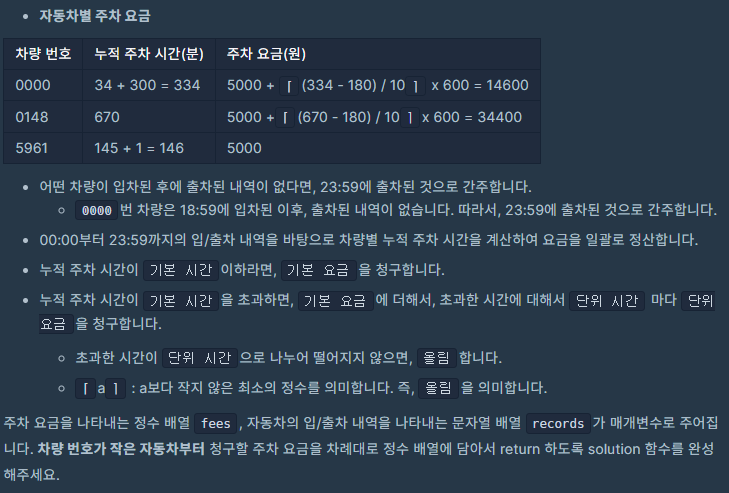 자동차별 주차 요금
차량 번호 누적 주차 시간(분) 주차 요금(원)
0000 34 + 300 = 334 5000 + ⌈ (334 - 180) / 10 ⌉ x 600 = 14600
0148 670 5000 + ⌈ (670 - 180) / 10 ⌉ x 600 = 34400
5961 145 + 1 = 146 5000
어떤 차량이 입차된 후에 출차된 내역이 없다면, 23:59에 출차된 것으로 간주합니다.
0000 번 차량은 18:59에 입차된 이후, 출차된 내역이 없습니다. 따라서, 23:59에 출차된 것으로 간주합니다.
00:00부터 23:59까지의 입/출차 내역을 바탕으로 차량별 누적 주차 시간을 계산하여 요금을 일괄로 정산합니다.
누적 주차 시간이 기본 시간 이하라면, 기본 요금 을 청구합니다.
누적 주차 시간이 기본 시간 을 초과하면, 기본 요금 에 더해서, 초과한 시간에 대해서 단위 시간 마다 단위
요금 을 청구합니다.
초과한 시간이 단위 시간 으로 나누어 떨어지지 않으면, 올림 합니다.
⌈ a ⌉ : a보다 작지 않은 최소의 정수를 의미합니다. 즉, 올림 을 의미합니다.
주차 요금을 나타내는 정수 배열 fees , 자동차의 입/출차 내역을 나타내는 문자열 배열 records 가 매개변수로 주어집
니다. 차량 번호가 작은 자동차부터 청구할 주차 요금을 차례대로 정수 배열에 담아서 return 하도록 solution 함수를 완성
해주세요.